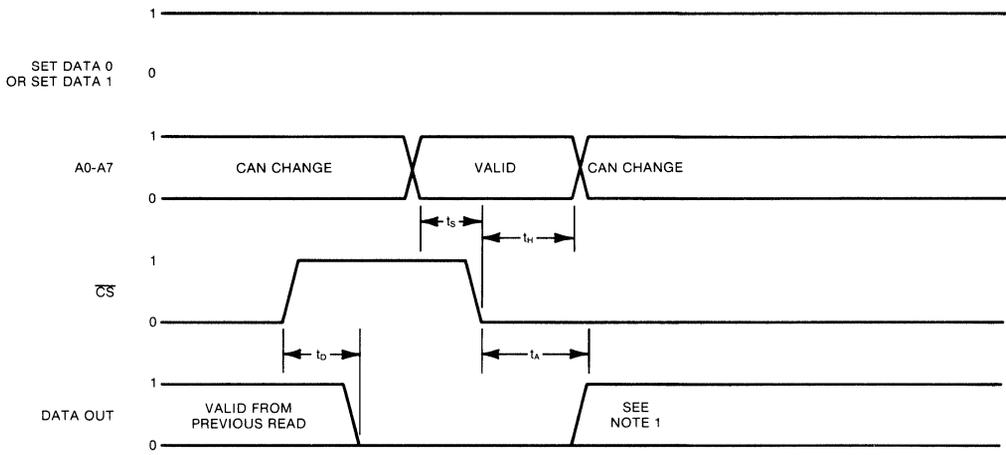 1
SET DATA 0
OR SET DATA 1
0
1
A0-A7
CAN CHANGE
VALID
CAN CHANGE
0
tS
tH
1
CS
0
tD
tA
1
DATA OUT
VALID FROM
PREVIOUS READ
SEE
NOTE 1
0